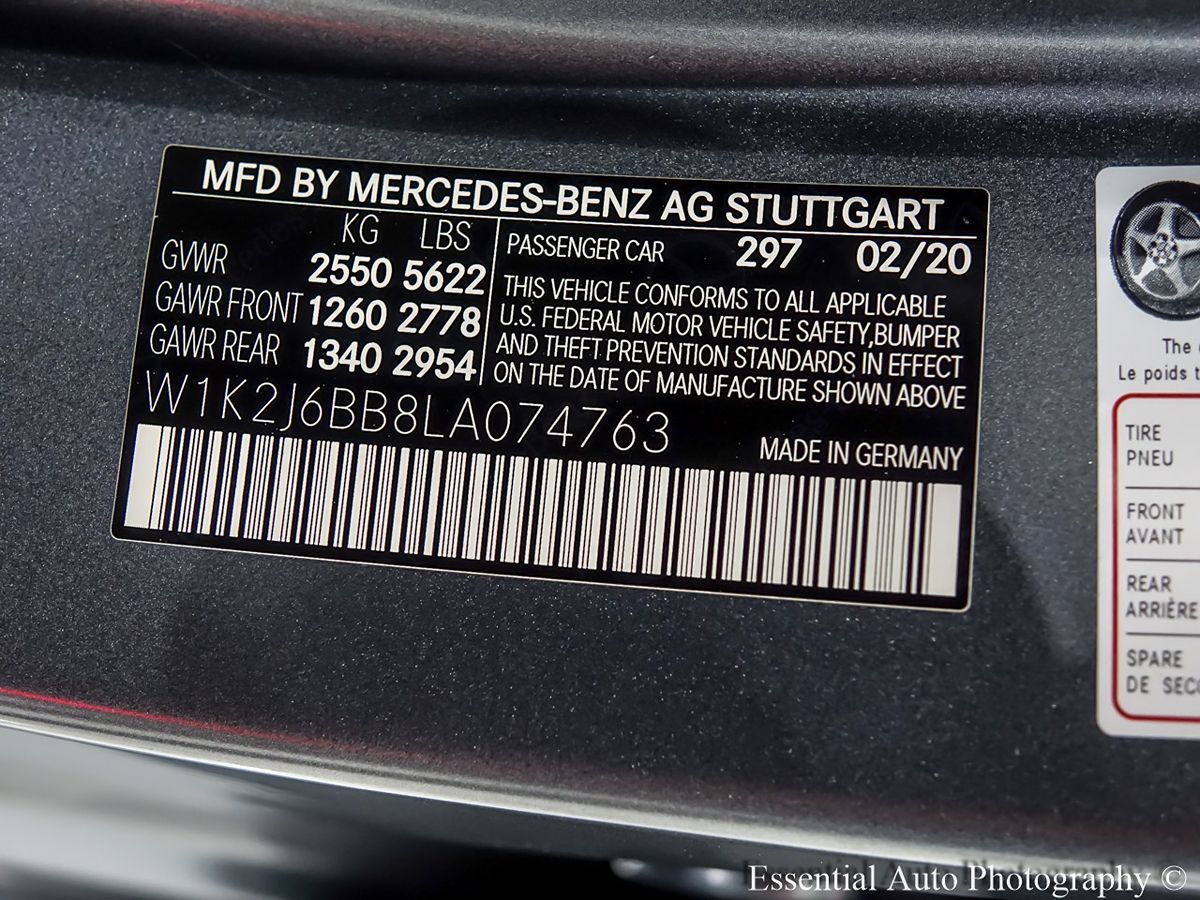 MFD BY MERCEDES-BENZ AG STUTTGART
KG LBS
GVWR 2550 5622
GAWR FRONT 1260 2778
GAWR REAR 1340 2954
PASSENGER CAR 297 02/20
THIS VEHICLE CONFORMS TO ALL APPLICABLE
U.S. FEDERAL MOTOR VEHICLE SAFETY,BUMPER
AND THEFT PREVENTION STANDARDS IN EFFECT
ON THE DATE OF MANUFACTURE SHOWN ABOVE
W1K2J6BB8LA074763
MADE IN GERMANY
The
Le poids
TIRE
PNEU
FRONT
AVANT
REAR
ARRIÈRE
SPARE
DE
Essential Auto Photography ©